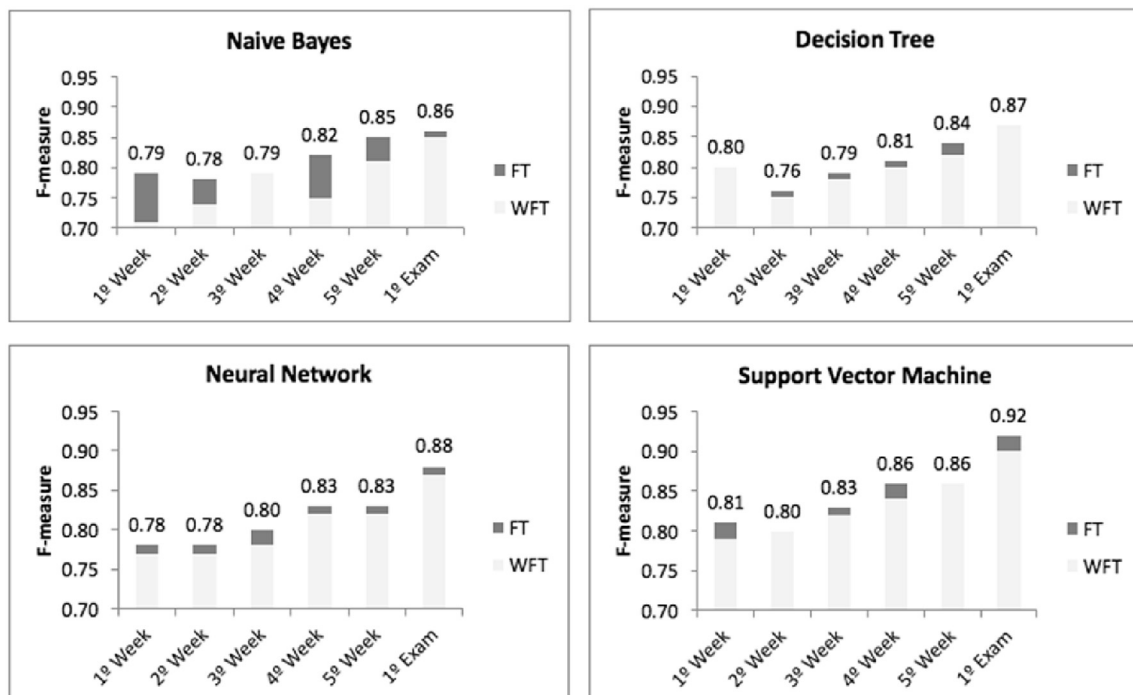 Naive Bayes
F-measure
0.95
0.90
0.85
0.80
0.75
0.70
0.79
0.78
0.79
0.82
0.85
0.86
1º Week
2º Week
3º Week
4º Week
5º Week
1º Exam
FT
WFT
Decision Tree
F-measure
0.95
0.90
0.85
0.80
0.75
0.70
0.80
0.76
0.79
0.81
0.84
0.87
1º Week
2º Week
3º Week
4º Week
5º Week
1º Exam
FT
WFT
Neural Network
F-measure
0.95
0.90
0.85
0.80
0.75
0.70
0.78
0.78
0.80
0.83
0.83
0.88
1º Week
2º Week
3º Week
4º Week
5º Week
1º Exam
FT
WFT
Support Vector Machine
F-measure
0.95
0.90
0.85
0.80
0.75
0.70
0.81
0.80
0.83
0.86
0.86
0.92
1º Week
2º Week
3º Week
4º Week
5º Week
1º Exam
FT
WFT